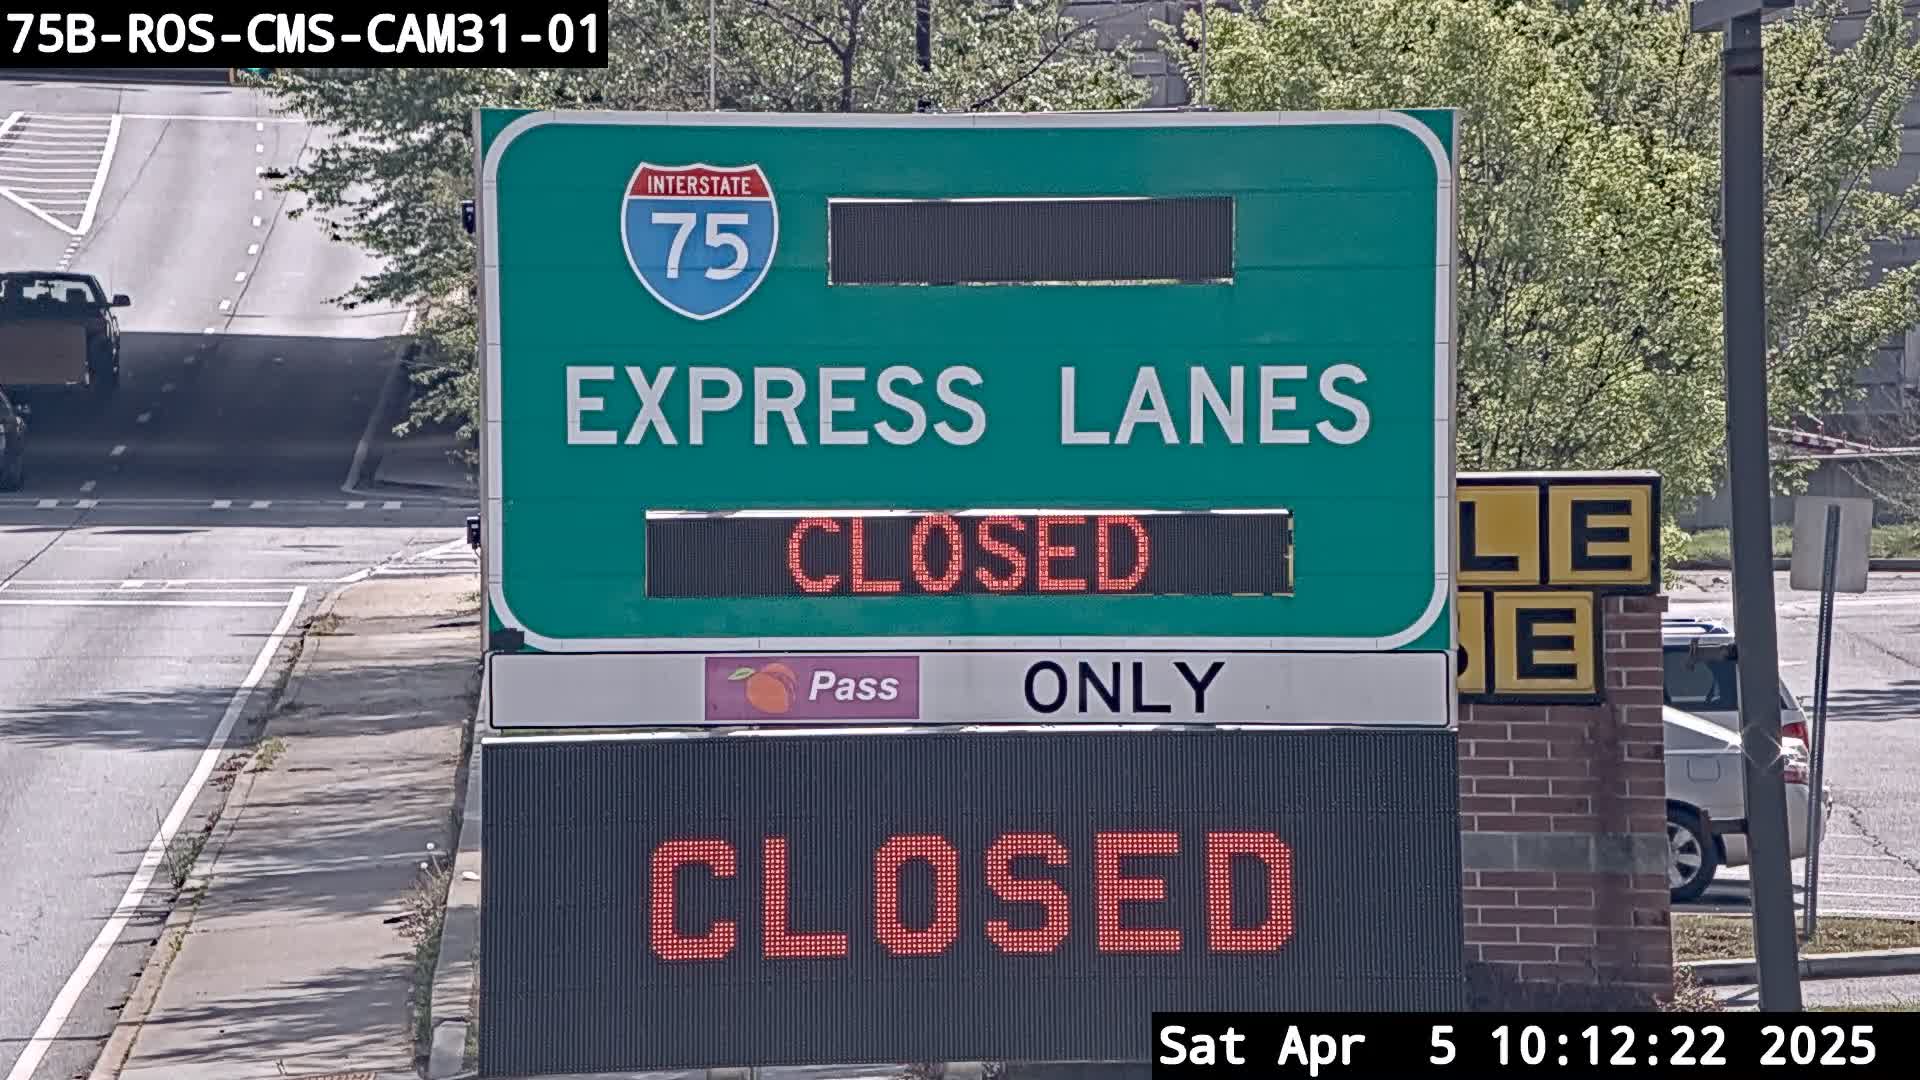 75B-ROS-CMS-CAM31-01
INTERSTATE
75
EXPRESS LANES
CLOSED
Pass ONLY
CLOSED
LE
E
Sat Apr 5 10:12:22 2025